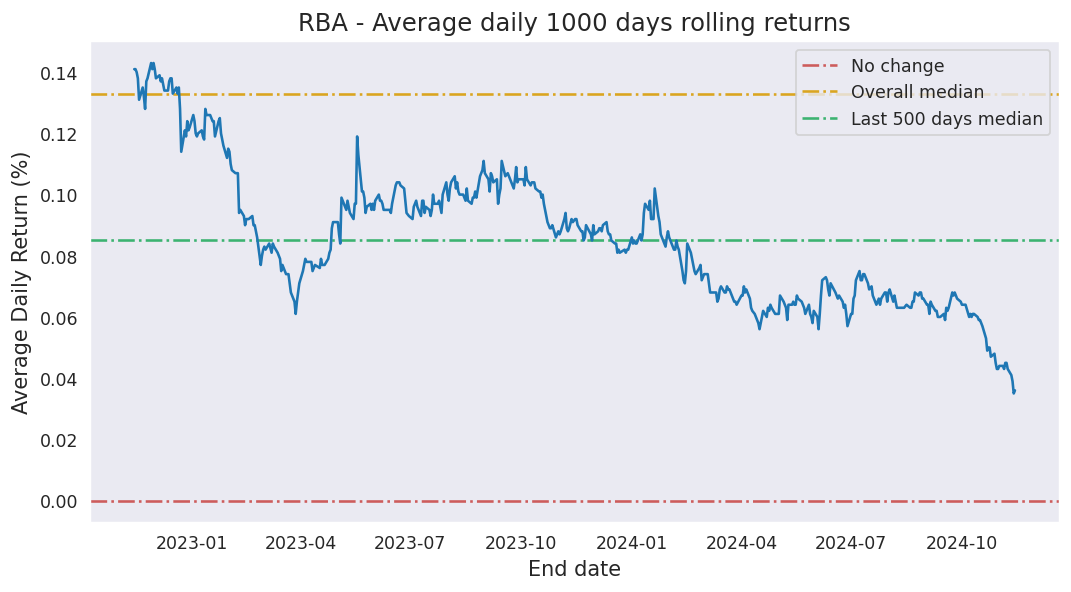 RBA - Average daily 1000 days rolling returns
No change
Overall median
Last 500 days median
Average Daily Return (%)
0.14
0.12
0.10
0.08
0.06
0.04
0.02
0.00
2023-01 2023-04 2023-07 2023-10 2024-01 2024-04 2024-07 2024-10
End date